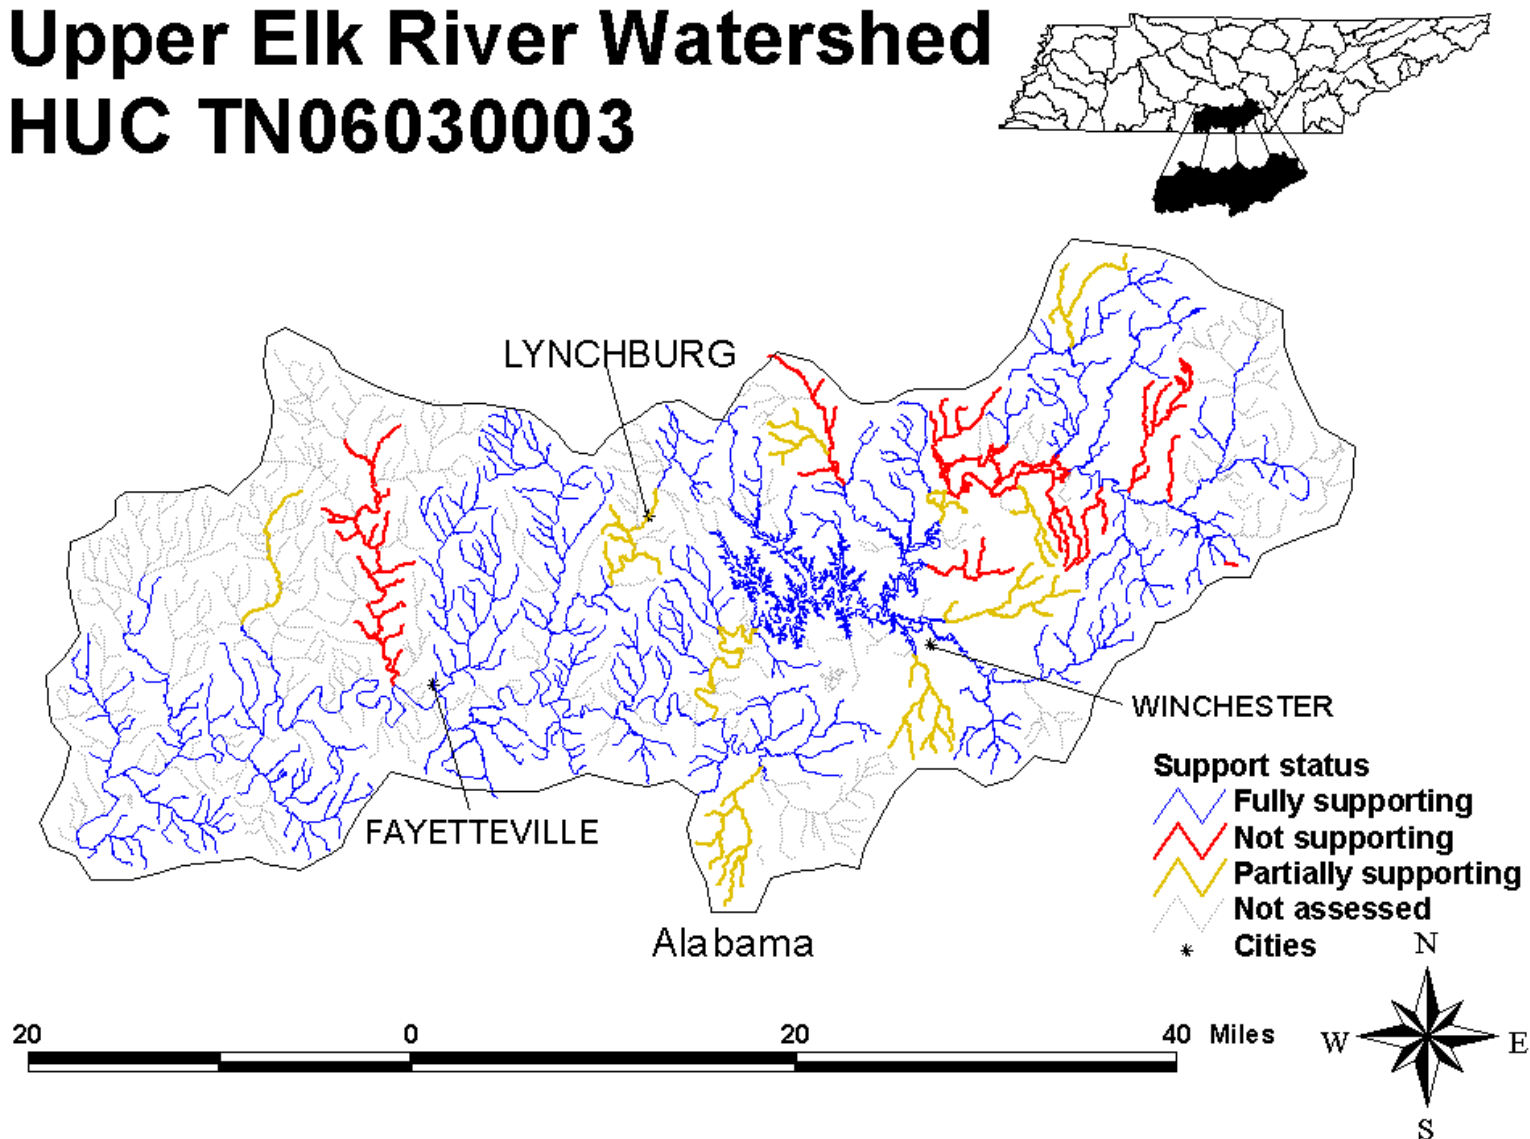 Upper Elk River Watershed
HUC TN06030003
LYNCHBURG
WINCHESTER
FAYETTEVILLE
Alabama
Support status
Fully supporting
Not supporting
Partially supporting
Not assessed
Cities
N
W
E
S
20 0 20 40 Miles